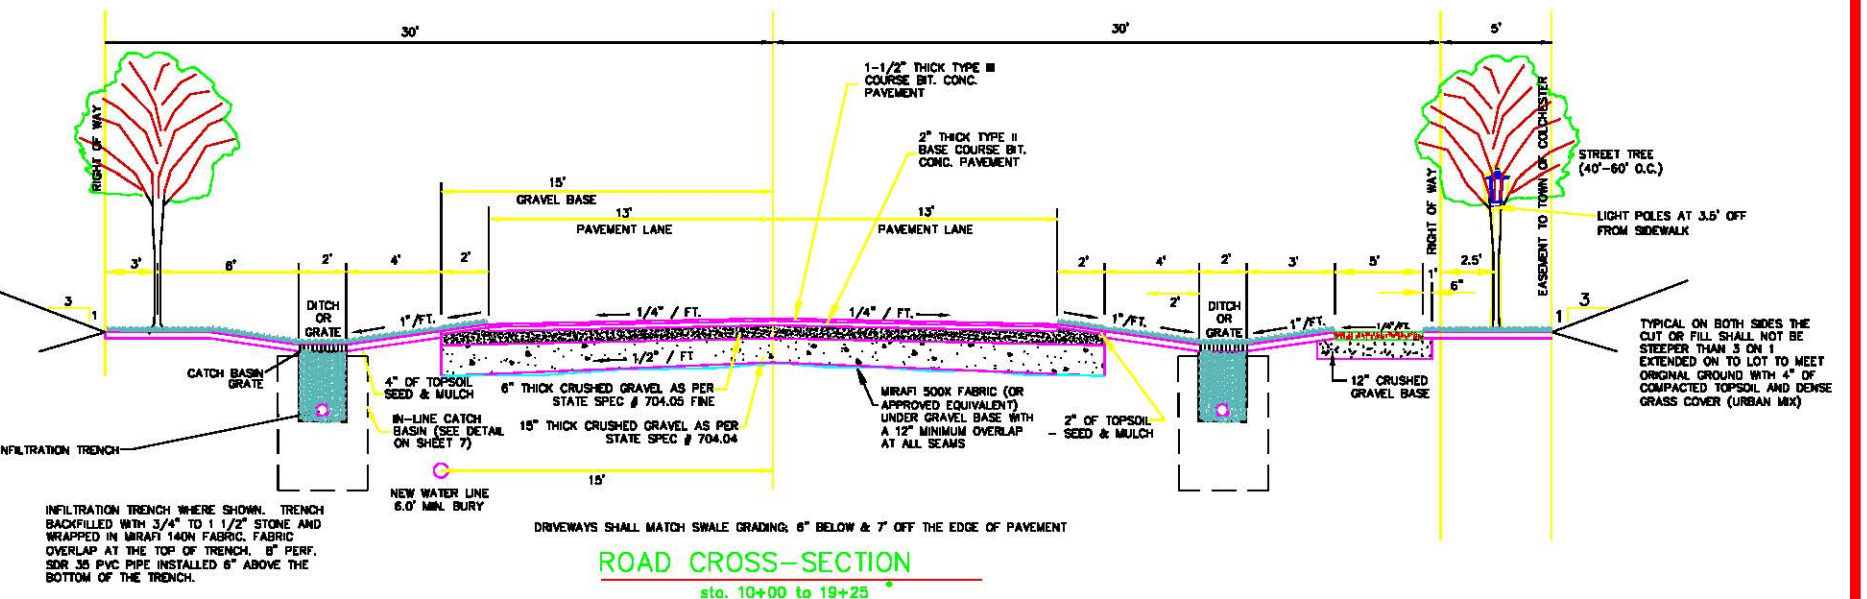 30'
30'
5'
1-1/2" THICK TYPE III
COURSE BIT. CONC.
PAVEMENT
2" THICK TYPE II
BASE COURSE BIT.
CONC. PAVEMENT
RIGHT OF WAY
RIGHT OF WAY
EASEMENT TO TOWN OF COLCHESTER
STREET TREE
(40'-60' O.C.)
LIGHT POLES AT 3.5' OFF
FROM SIDEWALK
15'
GRAVEL BASE
13'
PAVEMENT LANE
13'
PAVEMENT LANE
3'
6'
2'
4'
2'
2'
4'
2'
3'
5'
1'
2.5'
6"
2'
3
1
3
1
DITCH
OR
GRATE
DITCH
OR
GRATE
1"/FT.
1/4" / FT.
1/4" / FT.
1"/FT.
1"/FT.
1/4"/FT.
1/2" / FT
CATCH BASIN
GRATE
4" OF TOPSOIL
SEED & MULCH
IN-LINE CATCH
BASIN (SEE DETAIL
ON SHEET 7)
NFILTRATION TRENCH
6" THICK CRUSHED GRAVEL AS PER
STATE SPEC # 704.05 FINE
15" THICK CRUSHED GRAVEL AS PER
STATE SPEC # 704.04
MIRAFI 500X FABRIC (OR
APPROVED EQUIVALENT)
UNDER GRAVEL BASE WITH
A 12" MINIMUM OVERLAP
AT ALL SEAMS
2" OF TOPSOIL
- SEED & MULCH
12" CRUSHED
GRAVEL BASE
TYPICAL ON BOTH SIDES THE
CUT OR FILL SHALL NOT BE
STEEPER THAN 3 ON 1
EXTENDED ON TO LOT TO MEET
ORIGINAL GROUND WITH 4" OF
COMPACTED TOPSOIL AND DENSE
GRASS COVER (URBAN MIX)
15'
NEW WATER LINE
6.0' MIN. BURY
INFILTRATION TRENCH WHERE SHOWN. TRENCH
BACKFILLED WITH 3/4" TO 1 1/2" STONE AND
WRAPPED IN MIRAFI 140N FABRIC. FABRIC
OVERLAP AT THE TOP OF TRENCH. 8" PERF.
SDR 35 PVC PIPE INSTALLED 6" ABOVE THE
BOTTOM OF THE TRENCH.
DRIVEWAYS SHALL MATCH SWALE GRADING; 6" BELOW & 7' OFF THE EDGE OF PAVEMENT
ROAD CROSS-SECTION
sta. 10+00 to 19+25